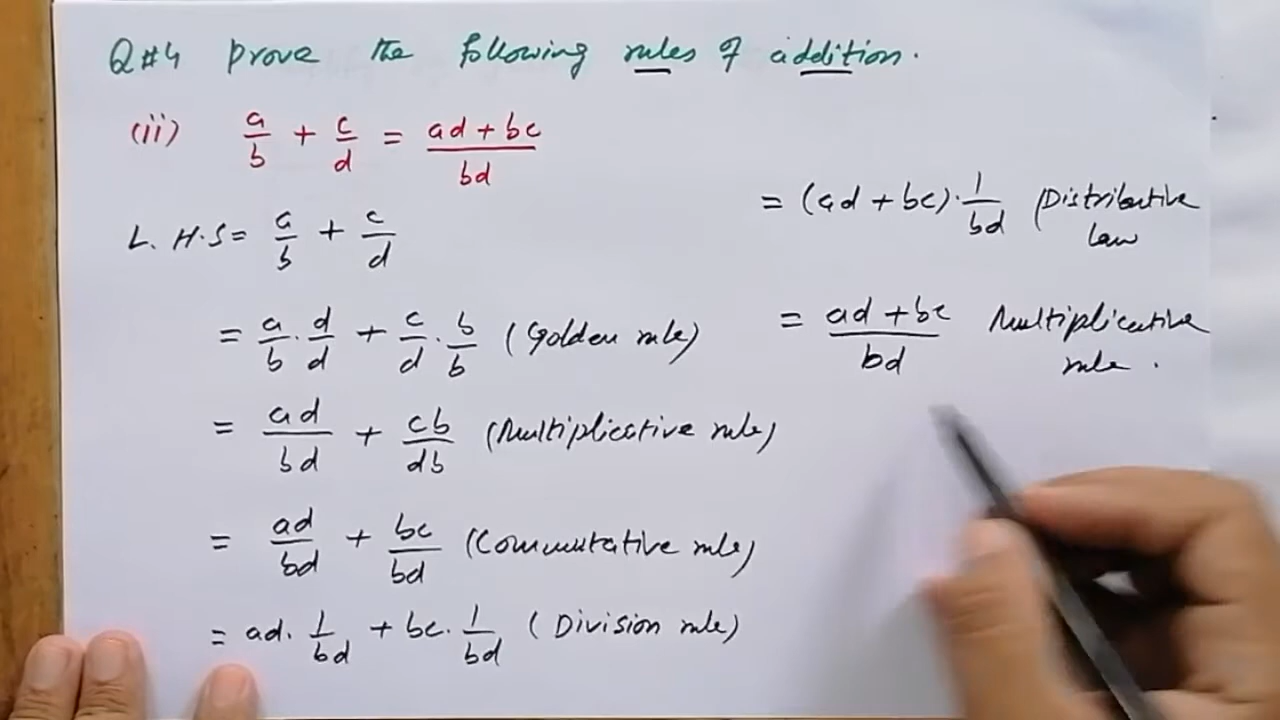 Q#4 Prove the following rules of addition.
(ii) a/b + c/d = ad+bc/bd
L.H.S = a/b + c/d
= a/b . d/d + c/d . b/b (Golden rule)
= ad/bd + cb/db (Multiplicative rule)
= ad/bd + bc/bd (Commutative rule)
= ad. 1/bd + bc. 1/bd (Division rule)
= (ad + bc). 1/bd (Distributive
law
= ad+bc/bd Multiplicative
rule.